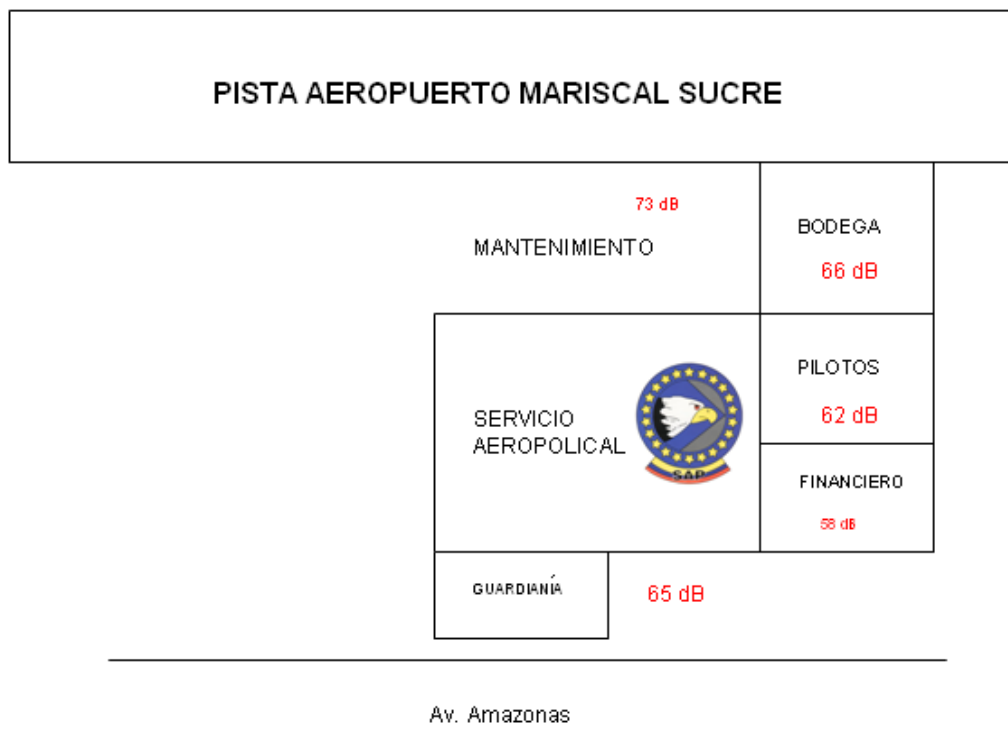 PISTA AEROPUERTO MARISCAL SUCRE
73 dB
MANTENIMIENTO
BODEGA
66 dB
PILOTOS
62 dB
SERVICIO
AEROPOLICAL
SAP
FINANCIERO
58 dB
GUARDIANÍA
65 dB
Av. Amazonas